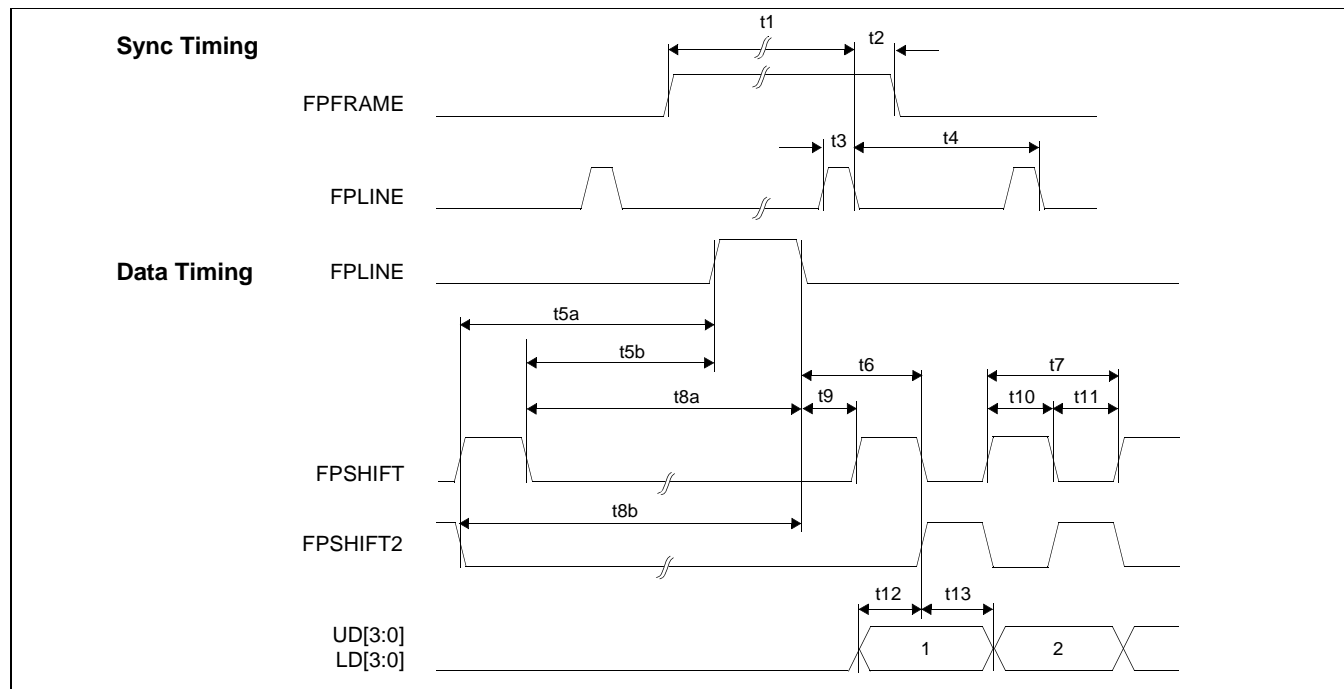 Sync Timing
t1
t2
FPFRAME
t3
t4
FPLINE
Data Timing
FPLINE
t5a
t5b
t6
t7
t8a
t9
t10
t11
FPSHIFT
t8b
FPSHIFT2
t12
t13
UD[3:0]
LD[3:0]
1
2